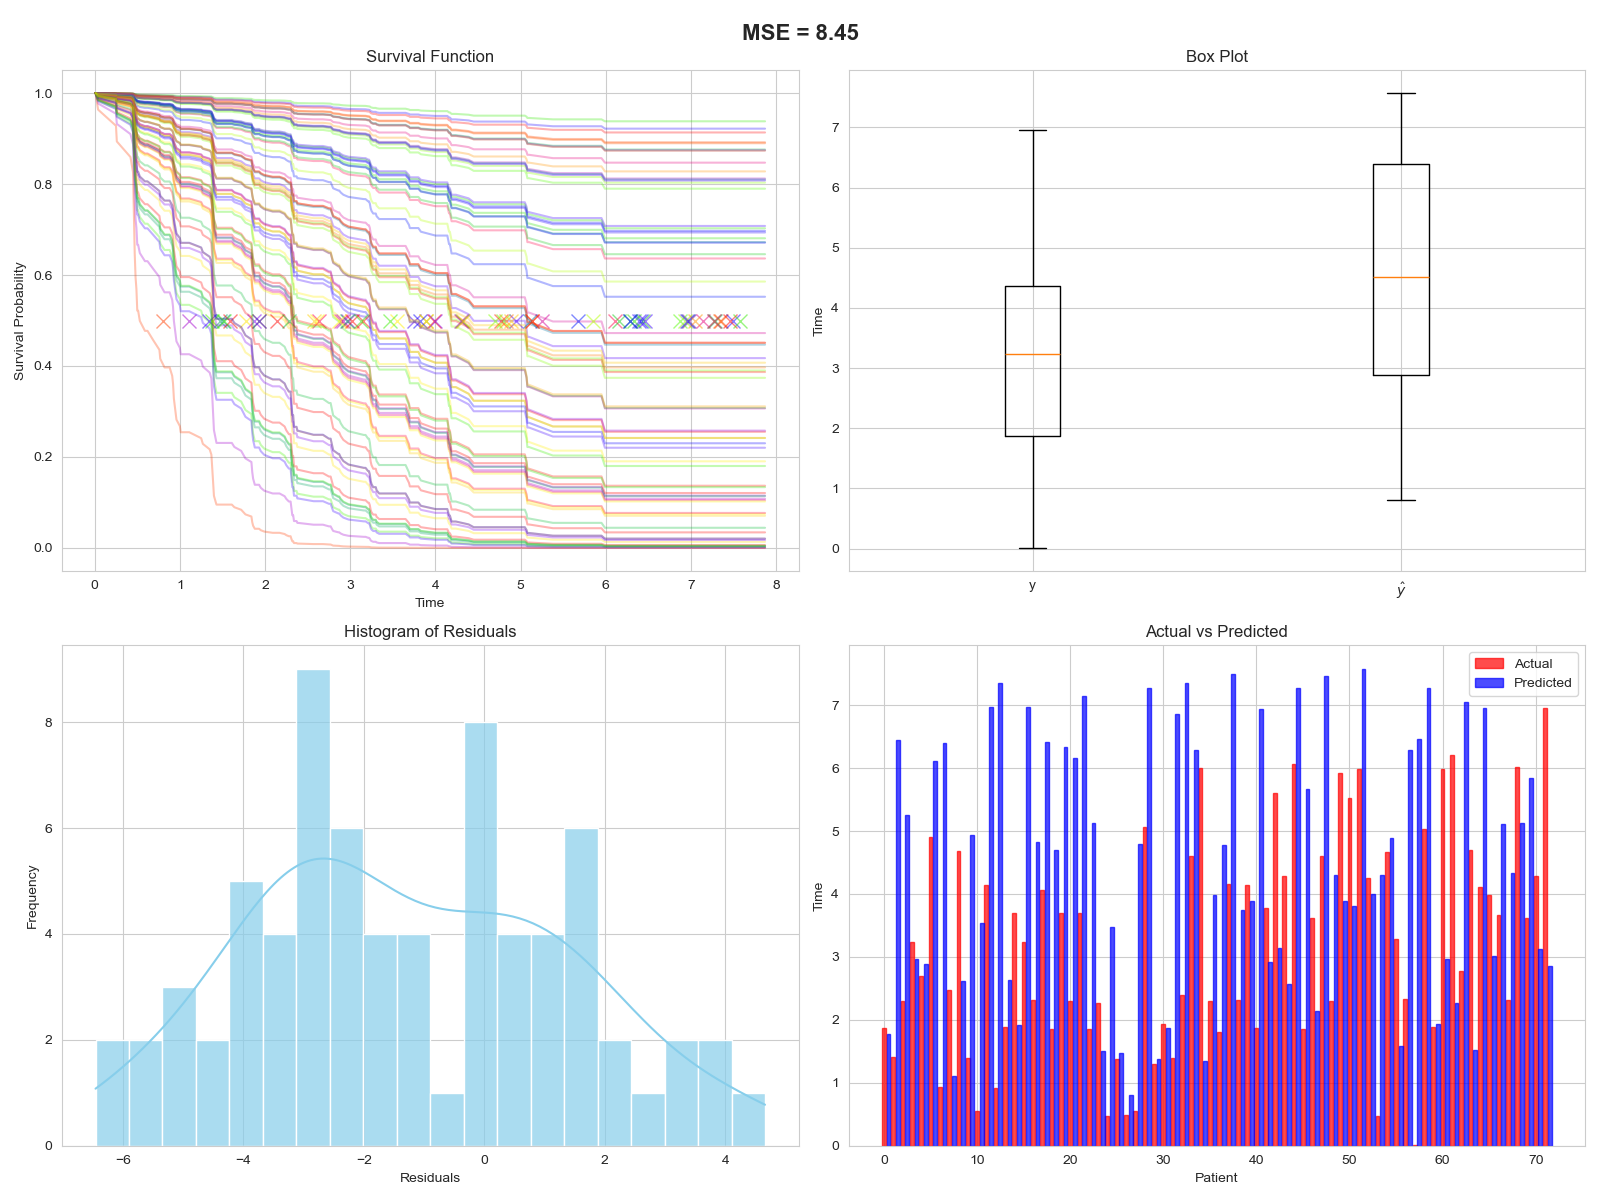 MSE = 8.45
Survival Function
Survival Probability
1.0
0.8
0.6
0.4
0.2
0.0
0 1 2 3 4 5 6 7 8
Time
Box Plot
Time
7
6
5
4
3
2
1
0
y ŷ
Histogram of Residuals
Frequency
8
6
4
2
0
−6 −4 −2 0 2 4
Residuals
Actual vs Predicted
Actual
Predicted
Time
7
6
5
4
3
2
1
0
0 10 20 30 40 50 60 70
Patient